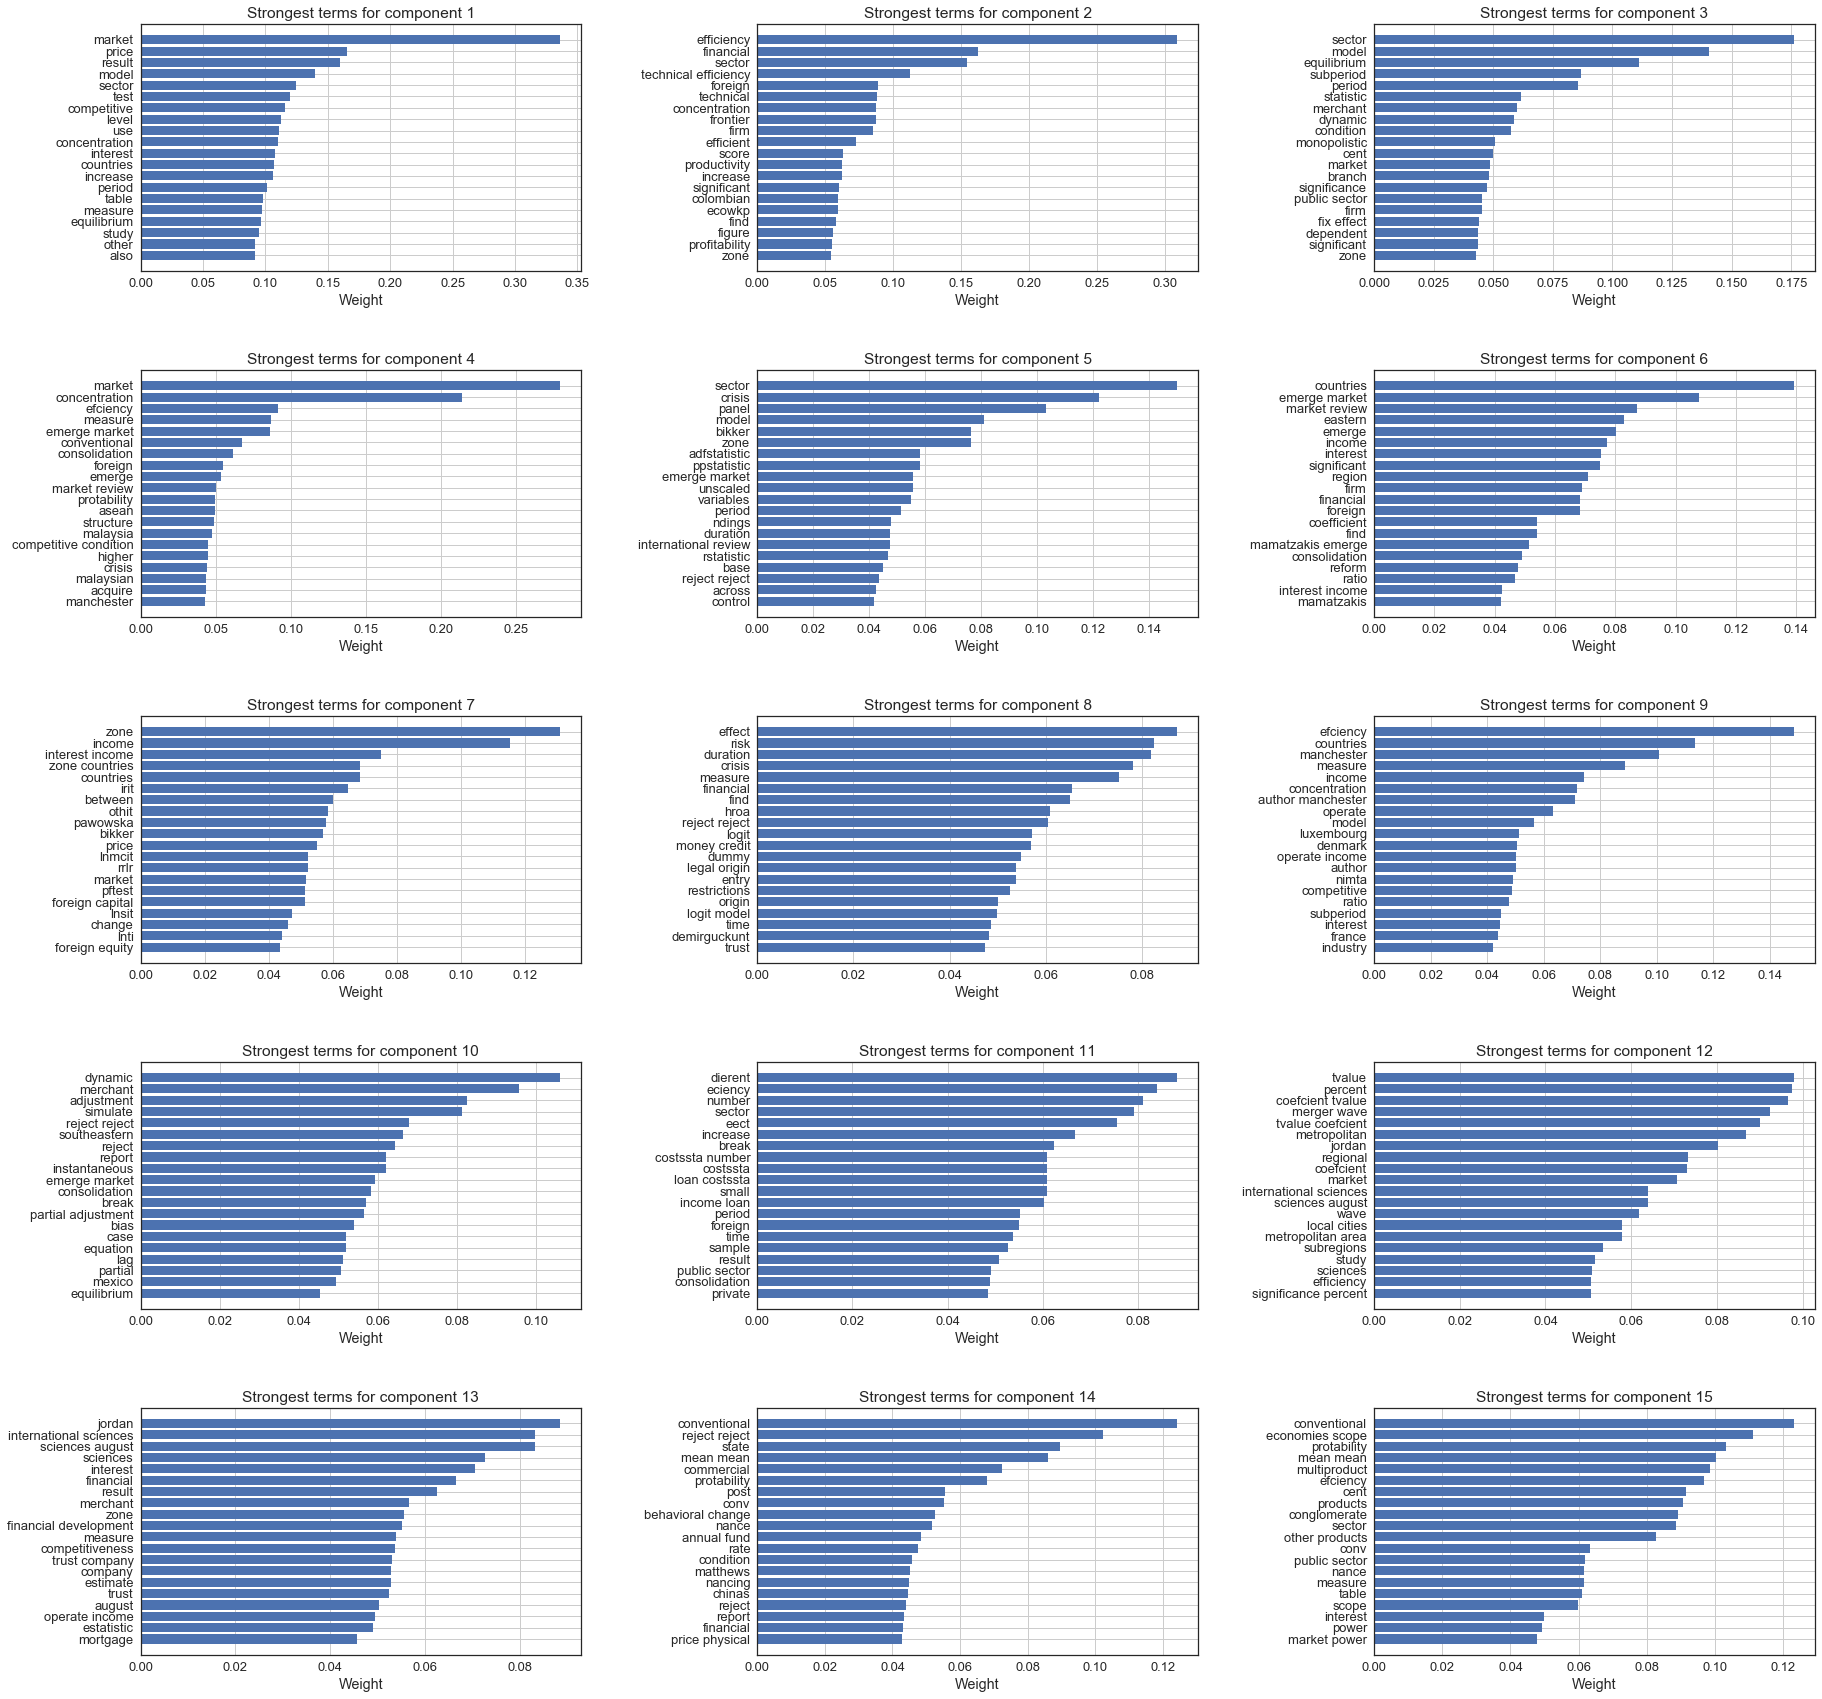 Strongest terms for component 1
market
price
result
model
sector
test
competitive
level
use
concentration
interest
countries
increase
period
table
measure
equilibrium
study
other
also
0.00 0.05 0.10 0.15 0.20 0.25 0.30 0.35
Weight
Strongest terms for component 2
efficiency
financial
sector
technical efficiency
foreign
technical
concentration
frontier
firm
efficient
score
productivity
increase
significant
colombian
ecowkp
find
figure
profitability
zone
0.00 0.05 0.10 0.15 0.20 0.25 0.30
Weight
Strongest terms for component 3
sector
model
equilibrium
subperiod
period
statistic
merchant
dynamic
condition
monopolistic
cent
market
branch
significance
public sector
firm
fix effect
dependent
significant
zone
0.000 0.025 0.050 0.075 0.100 0.125 0.150 0.175
Weight
Strongest terms for component 4
market
concentration
efciency
measure
emerge market
conventional
consolidation
foreign
emerge
market review
protability
asean
structure
malaysia
competitive condition
higher
crisis
malaysian
acquire
manchester
0.00 0.05 0.10 0.15 0.20 0.25
Weight
Strongest terms for component 5
sector
crisis
panel
model
bikker
zone
adfstatistic
ppstatistic
emerge market
unscaled
variables
period
ndings
duration
international review
rstatistic
base
reject reject
across
control
0.00 0.02 0.04 0.06 0.08 0.10 0.12 0.14
Weight
Strongest terms for component 6
countries
emerge market
market review
eastern
emerge
income
interest
significant
region
firm
financial
foreign
coefficient
find
mamatzakis emerge
consolidation
reform
ratio
interest income
mamatzakis
0.00 0.02 0.04 0.06 0.08 0.10 0.12 0.14
Weight
Strongest terms for component 7
zone
income
interest income
zone countries
countries
irit
between
othit
pawowska
bikker
price
lnmcit
rrlr
market
pftest
foreign capital
lnsit
change
lnti
foreign equity
0.00 0.02 0.04 0.06 0.08 0.10 0.12
Weight
Strongest terms for component 8
effect
risk
duration
crisis
measure
financial
find
hroa
reject reject
logit
money credit
dummy
legal origin
entry
restrictions
origin
logit model
time
demirguckunt
trust
0.00 0.02 0.04 0.06 0.08
Weight
Strongest terms for component 9
efciency
countries
manchester
measure
income
concentration
author manchester
operate
model
luxembourg
denmark
operate income
author
nimta
competitive
ratio
subperiod
interest
france
industry
0.00 0.02 0.04 0.06 0.08 0.10 0.12 0.14
Weight
Strongest terms for component 10
dynamic
merchant
adjustment
simulate
reject reject
southeastern
reject
report
instantaneous
emerge market
consolidation
break
partial adjustment
bias
case
equation
lag
partial
mexico
equilibrium
0.00 0.02 0.04 0.06 0.08 0.10
Weight
Strongest terms for component 11
dierent
eciency
number
sector
eect
increase
break
costssta number
costssta
loan costssta
small
income loan
period
foreign
time
sample
result
public sector
consolidation
private
0.00 0.02 0.04 0.06 0.08
Weight
Strongest terms for component 12
tvalue
percent
coefcient tvalue
merger wave
tvalue coefcient
metropolitan
jordan
regional
coefcient
market
international sciences
sciences august
wave
local cities
metropolitan area
subregions
study
sciences
efficiency
significance percent
0.00 0.02 0.04 0.06 0.08 0.10
Weight
Strongest terms for component 13
jordan
international sciences
sciences august
sciences
interest
financial
result
merchant
zone
financial development
measure
competitiveness
trust company
company
estimate
trust
august
operate income
estatistic
mortgage
0.00 0.02 0.04 0.06 0.08
Weight
Strongest terms for component 14
conventional
reject reject
state
mean mean
commercial
protability
post
conv
behavioral change
nance
annual fund
rate
condition
matthews
nancing
chinas
reject
report
financial
price physical
0.00 0.02 0.04 0.06 0.08 0.10 0.12
Weight
Strongest terms for component 15
conventional
economies scope
protability
mean mean
multiproduct
efciency
cent
products
conglomerate
sector
other products
conv
public sector
nance
measure
table
scope
interest
power
market power
0.00 0.02 0.04 0.06 0.08 0.10 0.12
Weight